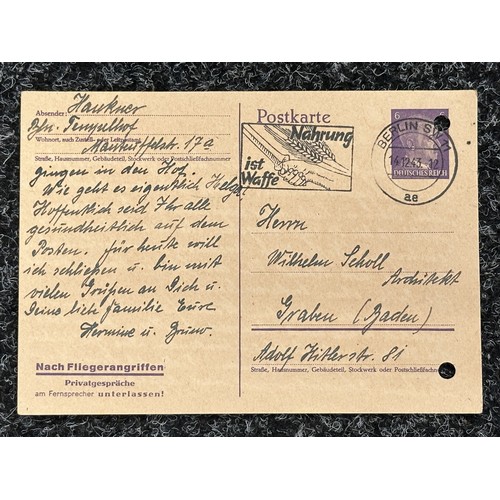 Absender: Hankner
Bln. Tempelhof
Wohnort, auch Zustell- oder Leitpostamt
Manteuffelstr. 17a
Straße, Hausnummer, Gebäudeteil, Stockwerk oder Postschließfachnummer
gingen in den Hof.
Wie geht es eigentlich Helga?
Hoffentlich seid Ihr alle
gesundheitlich auf dem
Posten. Für heute will
ich schließen u. bin mit
vielen Grüßen an Dich u.
Deine lieb. Familie Eure
Hermine u. Bruno.
Nach Fliegerangriffen
Privatgespräche
am Fernsprecher unterlassen!
Postkarte
Nahrung
ist
Waffe
BERLIN SW 11
ae
6
DEUTSCHES REICH
Herrn
Wilhelm Scholl
Architekt
Graben (Baden)
Adolf Hitlerstr. 81
Straße, Hausnummer, Gebäudeteil, Stockwerk oder Postschließfachn